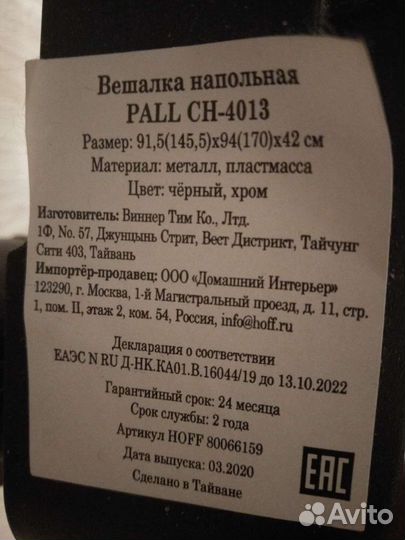 Вешалка напольная
PALL CH-4013
Размер: 91,5(145,5)x94(170)x42 см
Материал: металл, пластмасса
Цвет: чёрный, хром
Изготовитель: Виннер Тим Ко., Лтд.
1Ф, No. 57, Джунцынь Стрит, Вест Дистрикт, Тайчунг
Сити 403, Тайвань
Импортёр-продавец: ООО «Домашний Интерьер»
123290, г. Москва, 1-й Магистральный проезд, д. 11, стр.
1, пом. II, этаж 2, ком. 54, Россия, info@hoff.ru
Декларация о соответствии
ЕАЭС N RU Д-HK.KA01.B.16044/19 до 13.10.2022
Гарантийный срок: 24 месяца
Срок службы: 2 года
Артикул HOFF 80066159
Дата выпуска: 03.2020
Сделано в Тайване
EAC
Avito